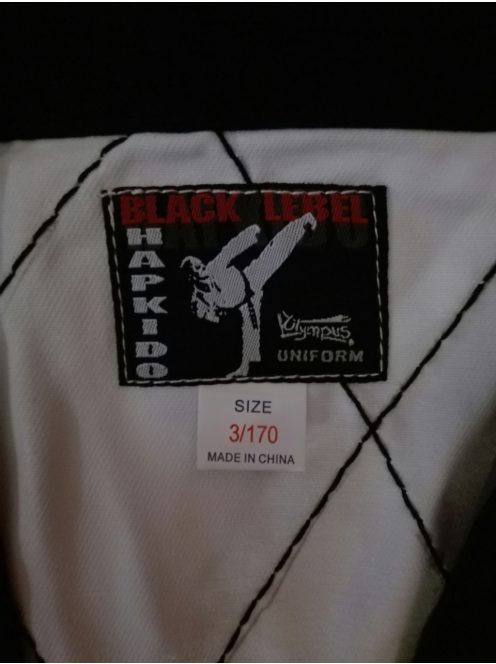 BLACK LEBEL
HAPKIDO
Olympus
UNIFORM
SIZE
3/170
MADE IN CHINA